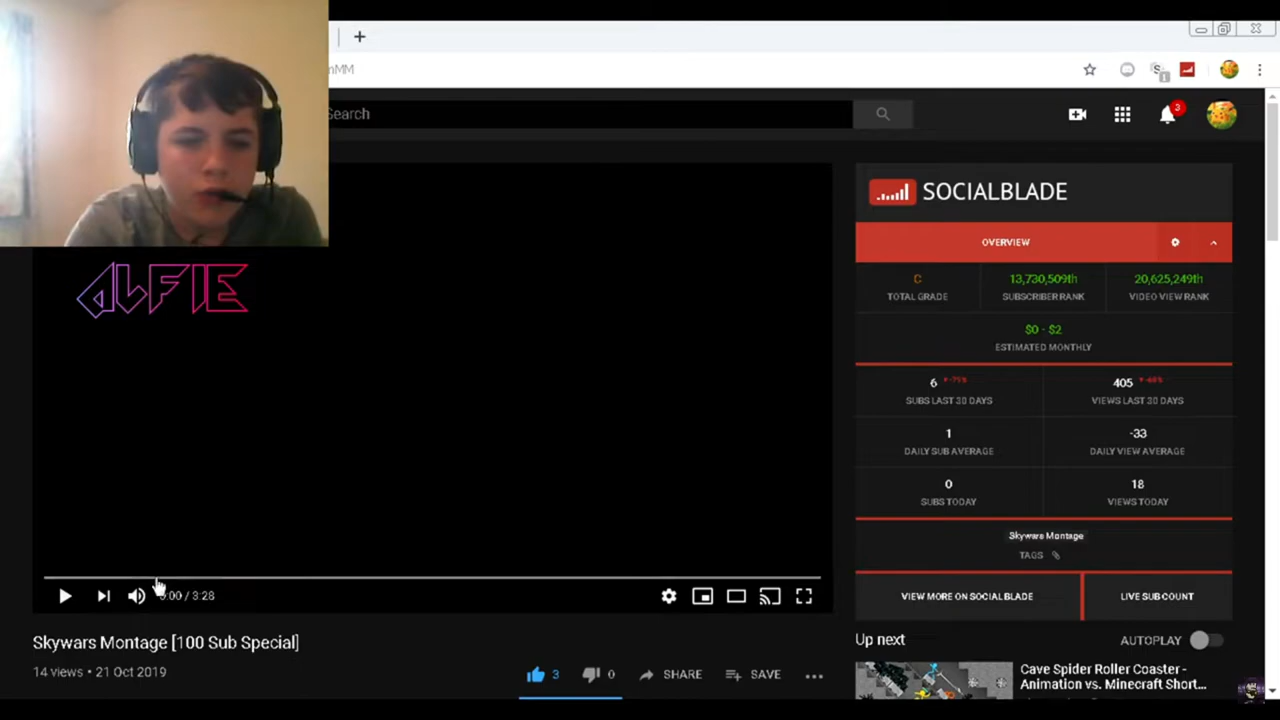 Search
3
SOCIALBLADE
OVERVIEW
C
TOTAL GRADE
13,730,509th
SUBSCRIBER RANK
20,625,249th
VIDEO VIEW RANK
$0 - $2
ESTIMATED MONTHLY
6
SUBS LAST 30 DAYS
405
VIEWS LAST 30 DAYS
1
DAILY SUB AVERAGE
-33
DAILY VIEW AVERAGE
0
SUBS TODAY
18
VIEWS TODAY
Skywars Montage
TAGS
VIEW MORE ON SOCIALBLADE
LIVE SUB COUNT
ALFIE
0:00 / 3:28
Skywars Montage [100 Sub Special]
14 views • 21 Oct 2019
3
0
SHARE
SAVE
Up next
AUTOPLAY
Cave Spider Roller Coaster -
Animation vs. Minecraft Short...